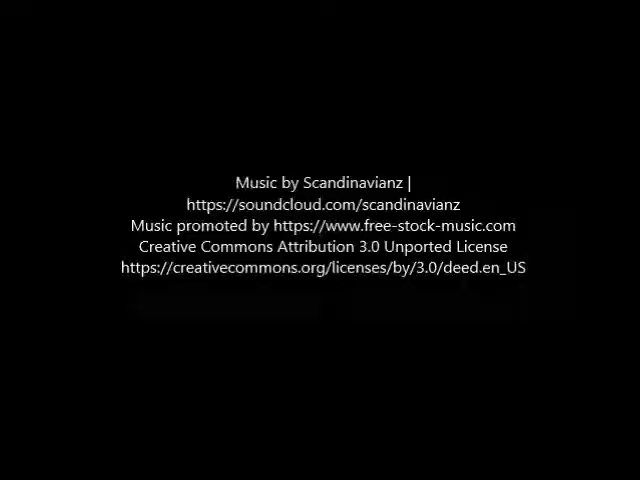 Music by Scandinavianz |
https://soundcloud.com/scandinavianz
Music promoted by https://www.free-stock-music.com
Creative Commons Attribution 3.0 Unported License
https://creativecommons.org/licenses/by/3.0/deed.en_US